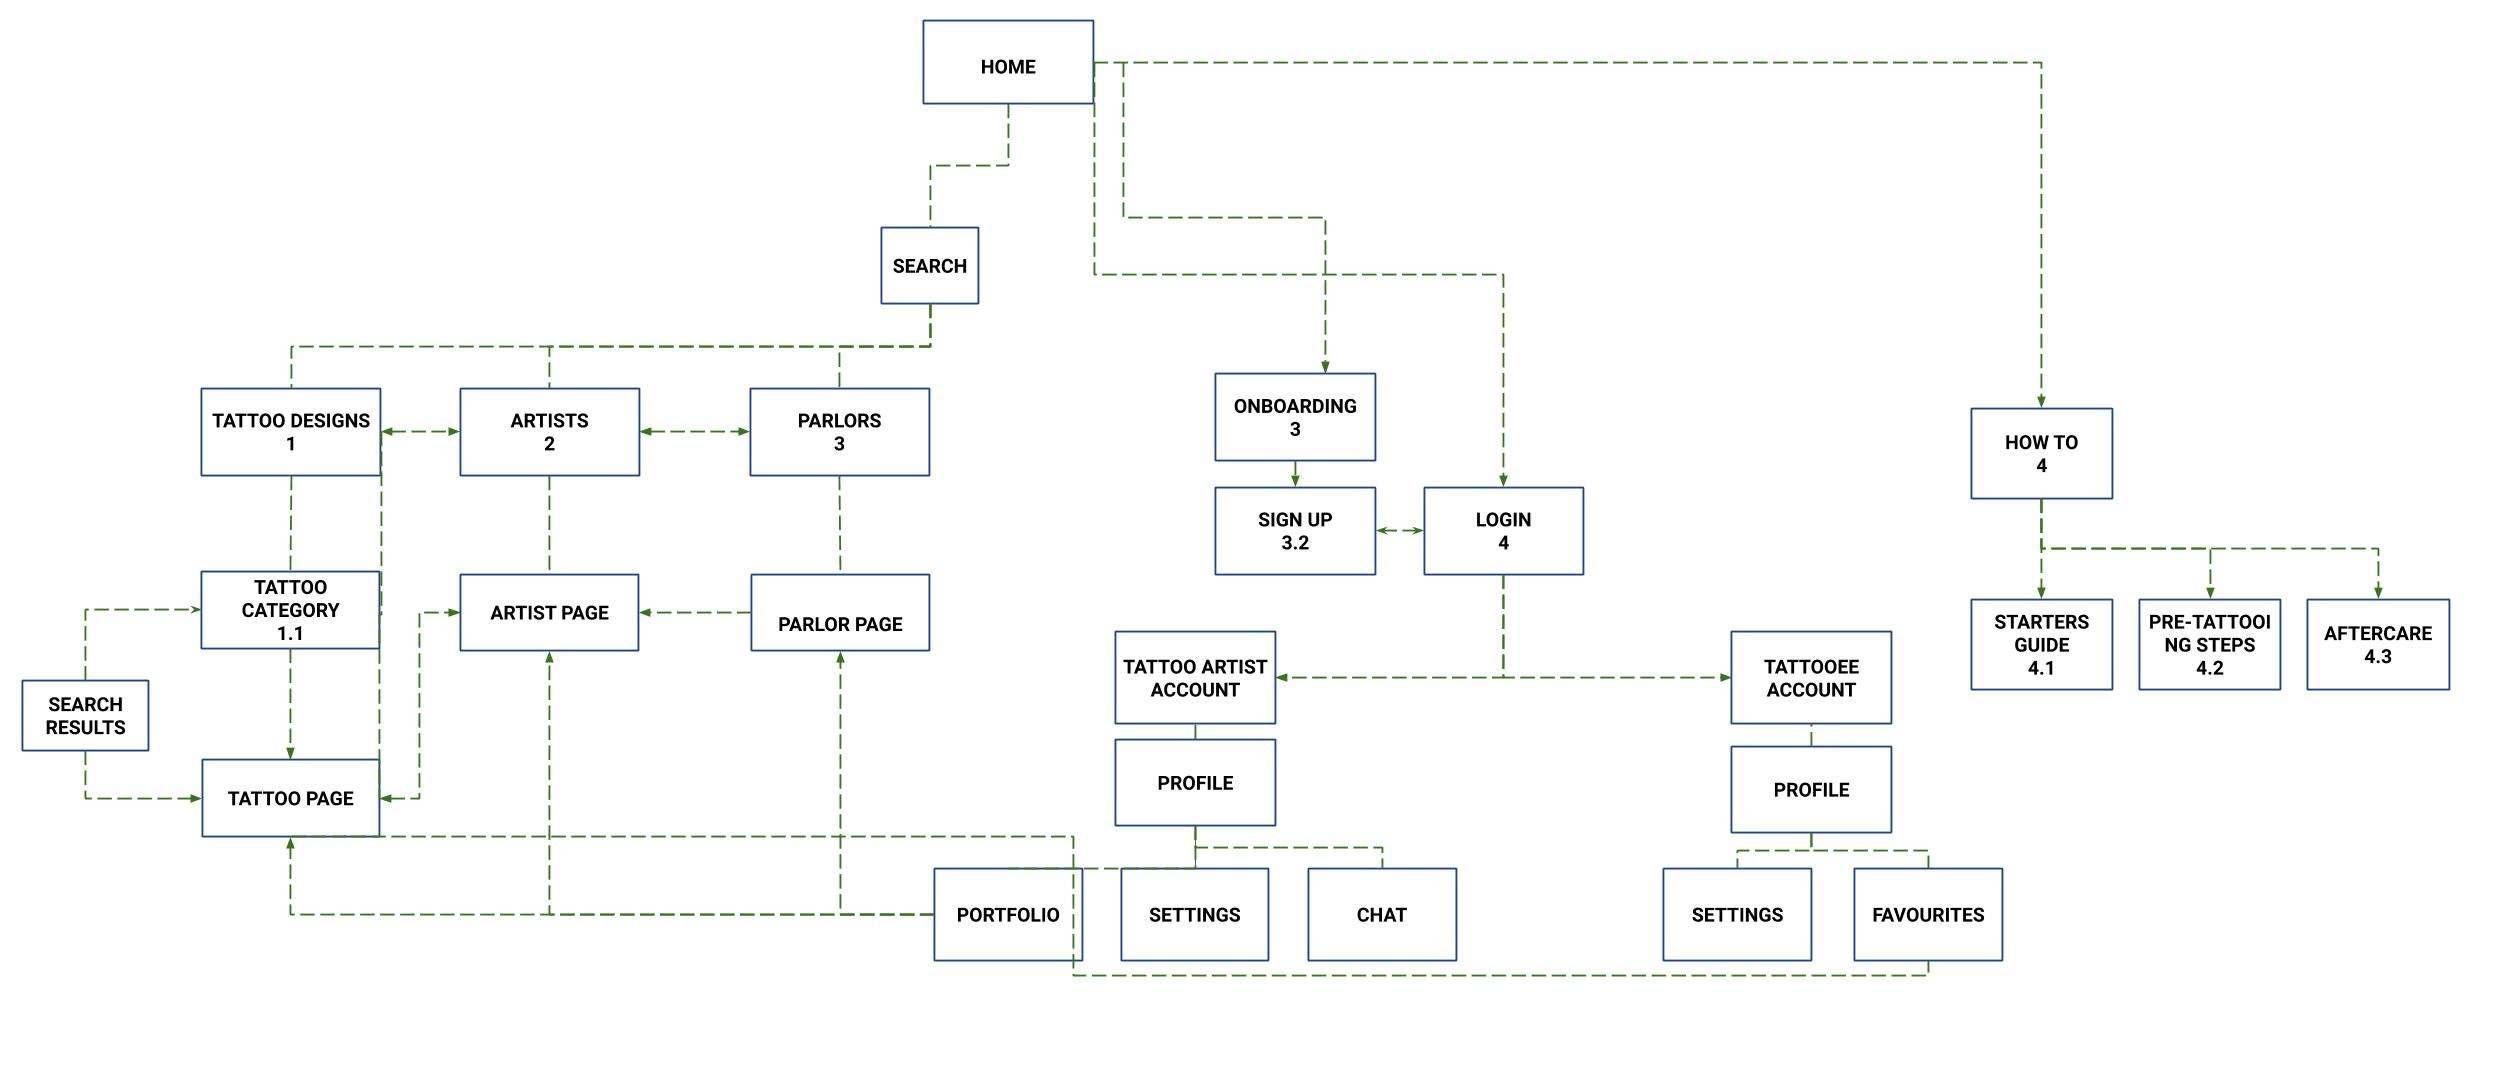 HOME
SEARCH
TATTOO DESIGNS
1
ARTISTS
2
PARLORS
3
ONBOARDING
3
HOW TO
4
SIGN UP
3.2
LOGIN
4
TATTOO
CATEGORY
1.1
ARTIST PAGE
PARLOR PAGE
STARTERS
GUIDE
4.1
PRE-TATTOOI
NG STEPS
4.2
AFTERCARE
4.3
TATTOO ARTIST
ACCOUNT
TATTOOEE
ACCOUNT
SEARCH
RESULTS
TATTOO PAGE
PROFILE
PROFILE
PORTFOLIO
SETTINGS
CHAT
SETTINGS
FAVOURITES